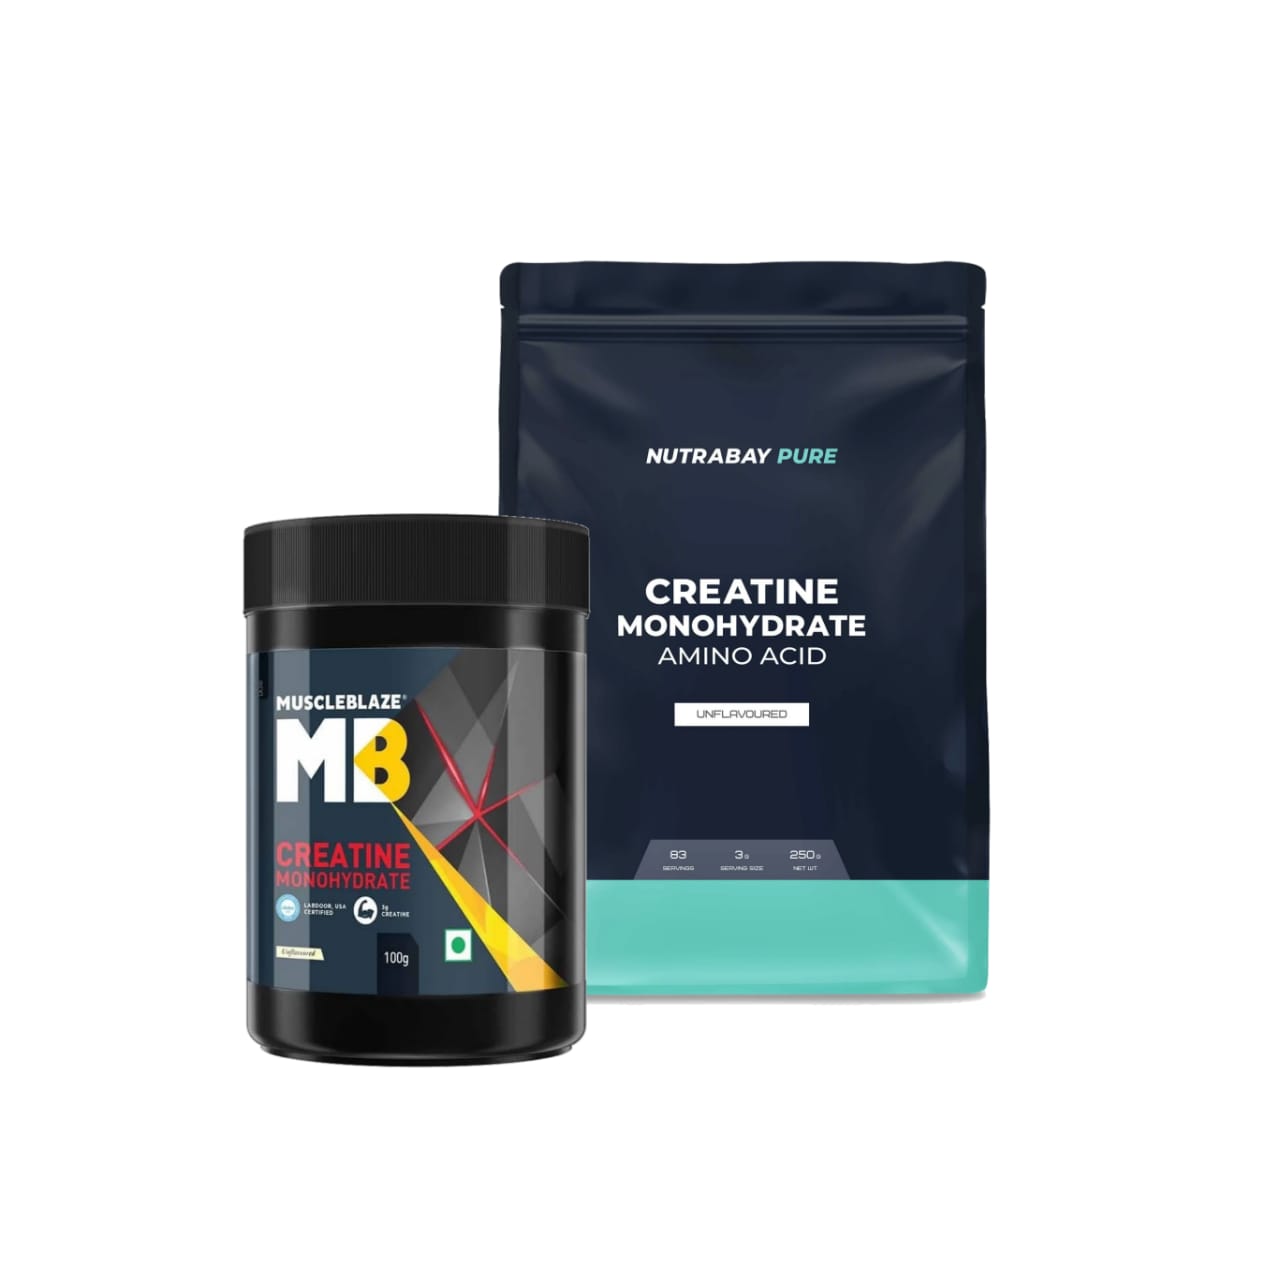 NUTRABAY PURE
CREATINE
MONOHYDRATE
AMINO ACID
UNFLAVOURED
83 3g 250g
SERVINGS SERVING SIZE NET WT
MUSCLEBLAZE®
MB
CREATINE
MONOHYDRATE
LABDOOR, USA
CERTIFIED
3g
CREATINE
Unflavoured
100g